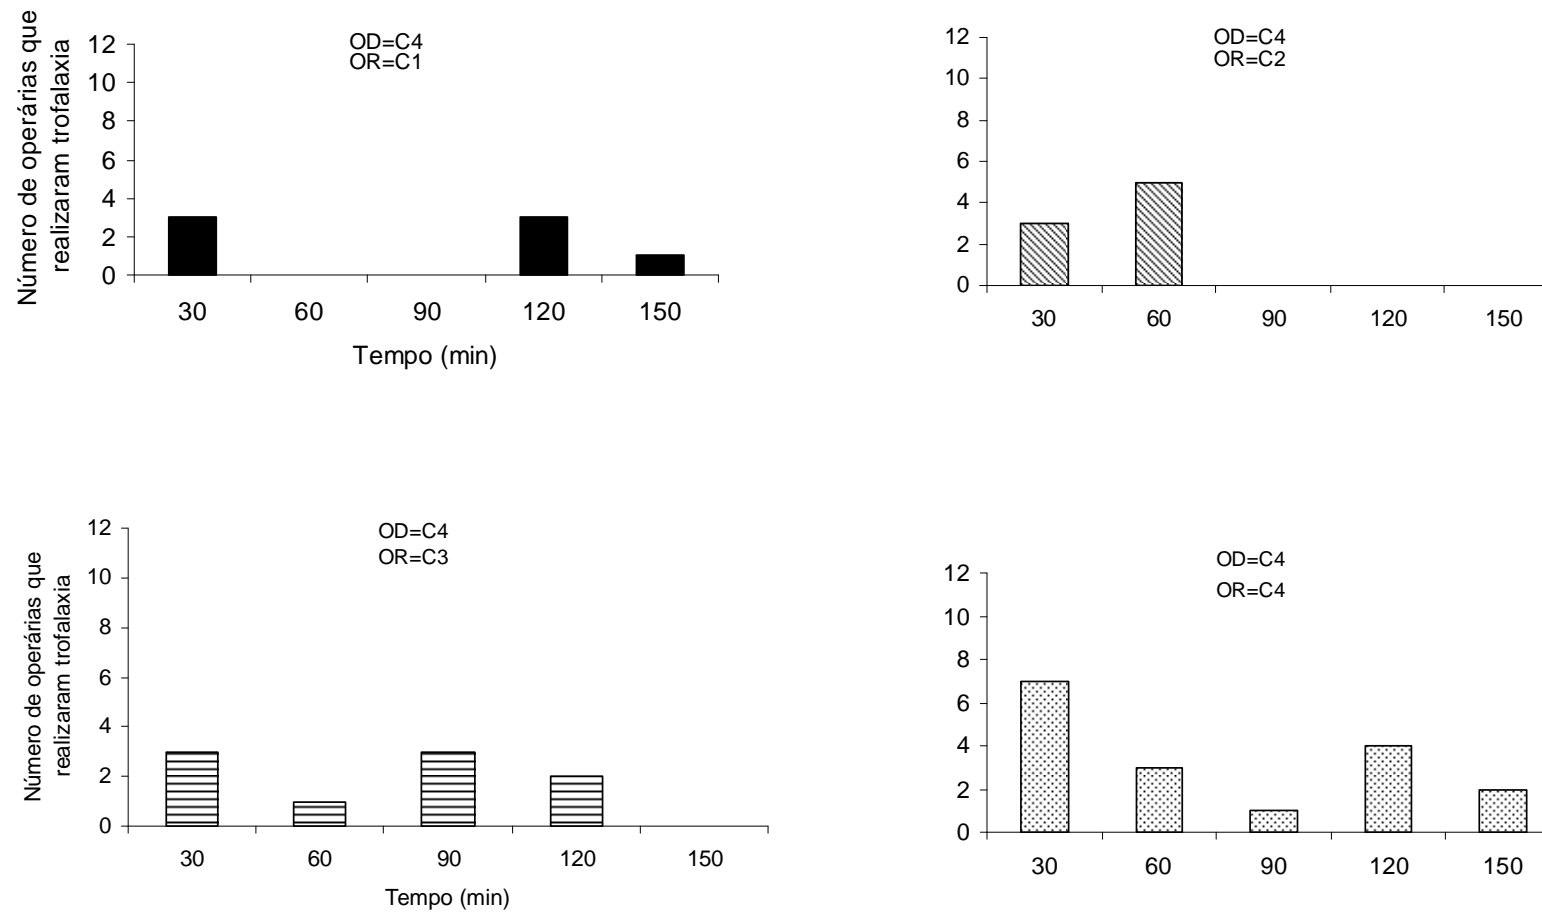 Número de operárias que
realizaram trofalaxia
OD=C4
OR=C1
12
10
8
6
4
2
0
30 60 90 120 150
Tempo (min)
OD=C4
OR=C2
12
10
8
6
4
2
0
30 60 90 120 150
Número de operárias que
realizaram trofalaxia
OD=C4
OR=C3
12
10
8
6
4
2
0
30 60 90 120 150
Tempo (min)
OD=C4
OR=C4
12
10
8
6
4
2
0
30 60 90 120 150